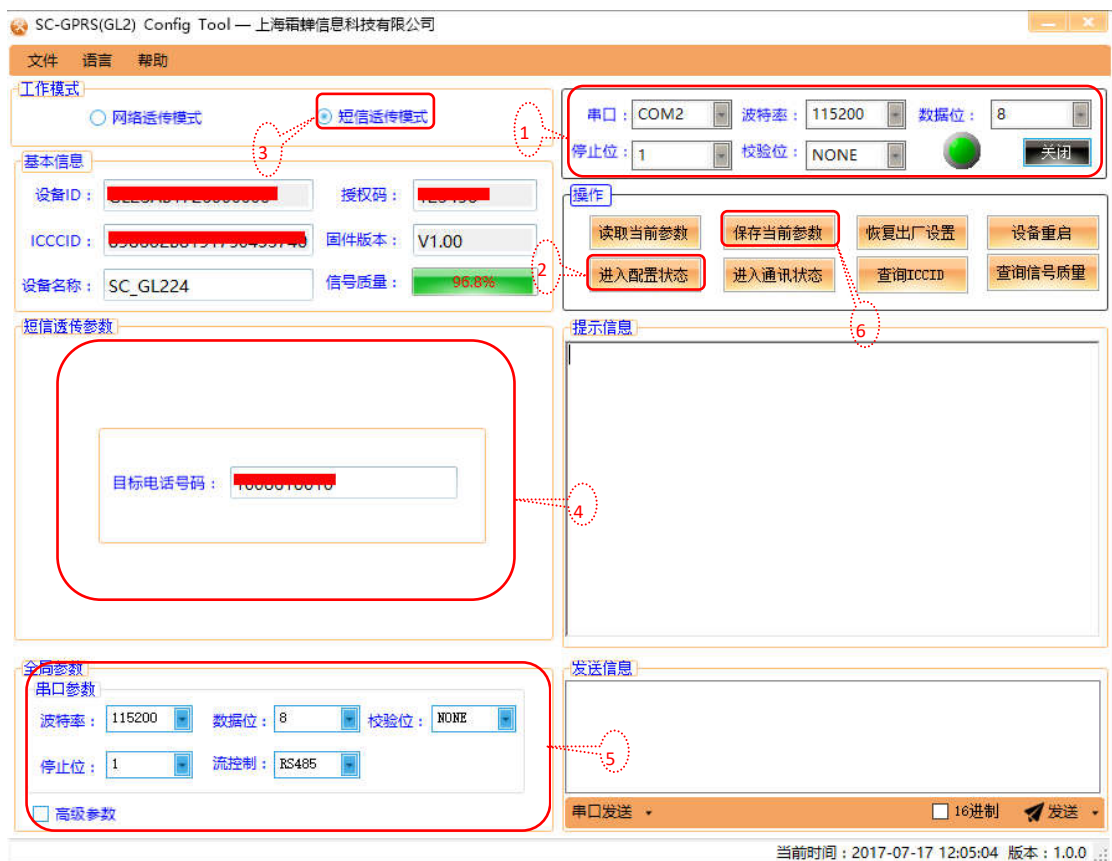 SC-GPRS(GL2) Config Tool — 上海霜蝉信息科技有限公司
文件 语言 帮助
工作模式
网络透传模式 短信透传模式
3
1
串口： COM2 波特率： 115200 数据位： 8
停止位： 1 校验位： NONE 关闭
基本信息
设备ID： 授权码：
ICCCID： 固件版本： V1.00
设备名称： SC_GL224 信号质量： 96.8%
操作
读取当前参数 保存当前参数 恢复出厂设置 设备重启
2
进入配置状态 进入通讯状态 查询ICCID 查询信号质量
6
短信透传参数
目标电话号码：
4
提示信息
全局参数
串口参数
波特率： 115200 数据位： 8 校验位： NONE
停止位： 1 流控制： RS485
高级参数
5
发送信息
串口发送 16进制 发送
当前时间：2017-07-17 12:05:04 版本：1.0.0